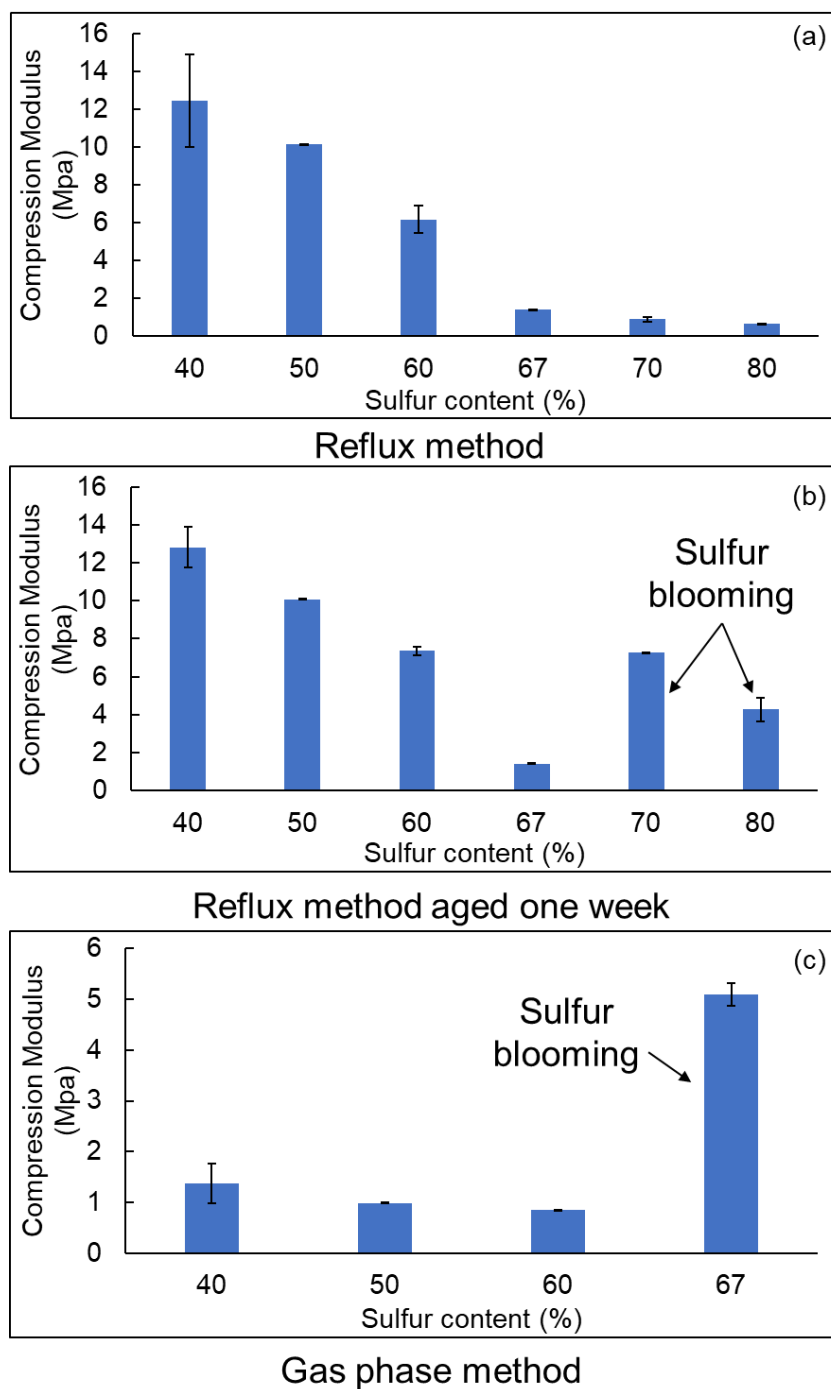 (a)
Compression Modulus
(Mpa)
16
14
12
10
8
6
4
2
0
40 50 60 67 70 80
Sulfur content (%)
Reflux method
(b)
Compression Modulus
(Mpa)
16
14
12
10
8
6
4
2
0
Sulfur
blooming
40 50 60 67 70 80
Sulfur content (%)
Reflux method aged one week
(c)
Compression Modulus
(Mpa)
6
5
4
3
2
1
0
Sulfur
blooming
40 50 60 67
Sulfur content (%)
Gas phase method